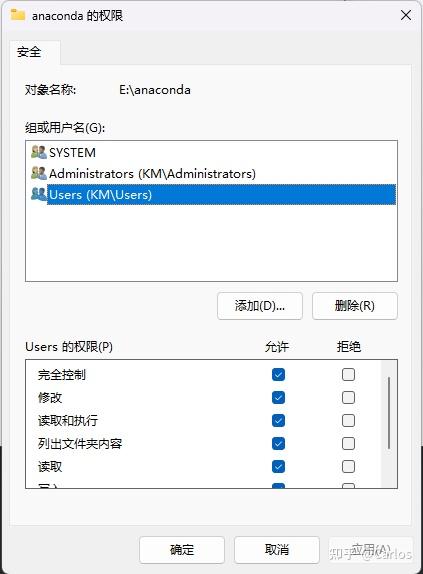 anaconda 的权限
安全
对象名称: E:\anaconda
组或用户名(G):
SYSTEM
Administrators (KM\Administrators)
Users (KM\Users)
添加(D)... 删除(R)
Users 的权限(P) 允许 拒绝
完全控制
修改
读取和执行
列出文件夹内容
读取
写入
确定 取消 应用(A)
知乎 @carlos